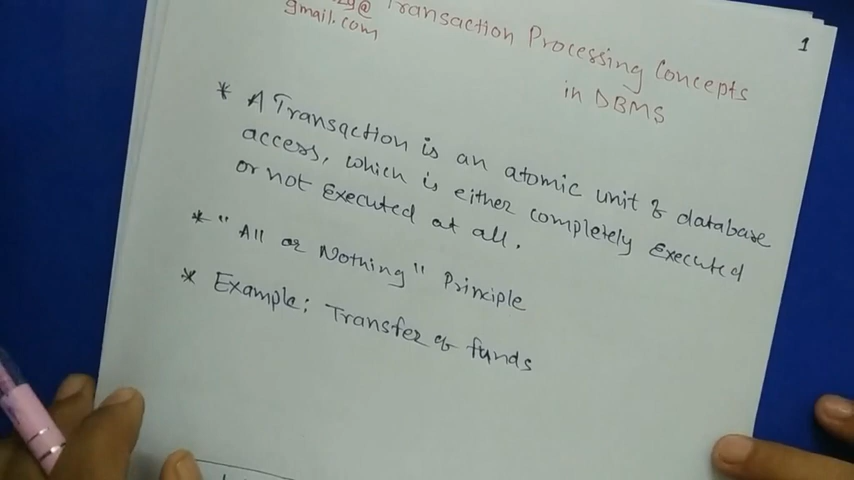 Transaction Processing Concepts
gmail.com
in DBMS
1
* A Transaction is an atomic unit of database
access, which is either completely executed
or not Executed at all.
* "All or Nothing" Principle
* Example: Transfer of funds